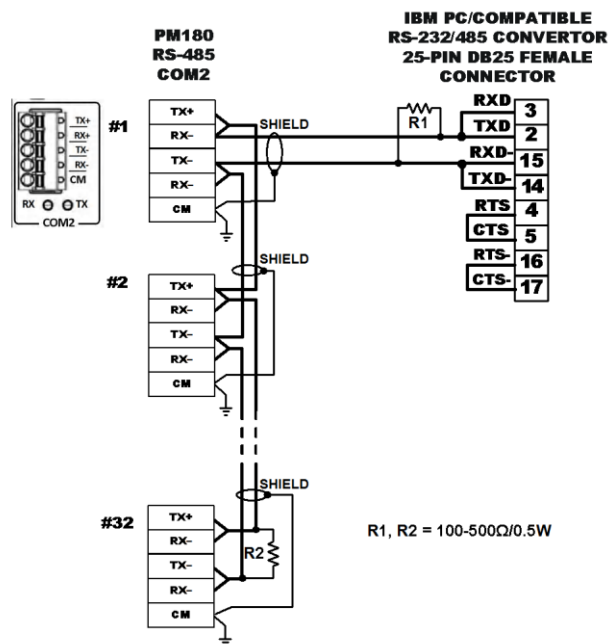 IBM PC/COMPATIBLE
RS-232/485 CONVERTOR
25-PIN DB25 FEMALE
CONNECTOR
PM180
RS-485
COM2
#1
TX+
RX+
TX-
RX-
CM
RX
TX
COM2
TX+
RX–
TX–
RX–
CM
SHIELD
R1
RXD
3
TXD
2
RXD-
15
TXD-
14
RTS
4
CTS
5
RTS-
16
CTS-
17
SHIELD
#2
TX+
RX–
TX–
RX–
CM
SHIELD
#32
TX+
RX–
TX–
RX–
CM
R2
R1, R2 = 100-500Ω/0.5W